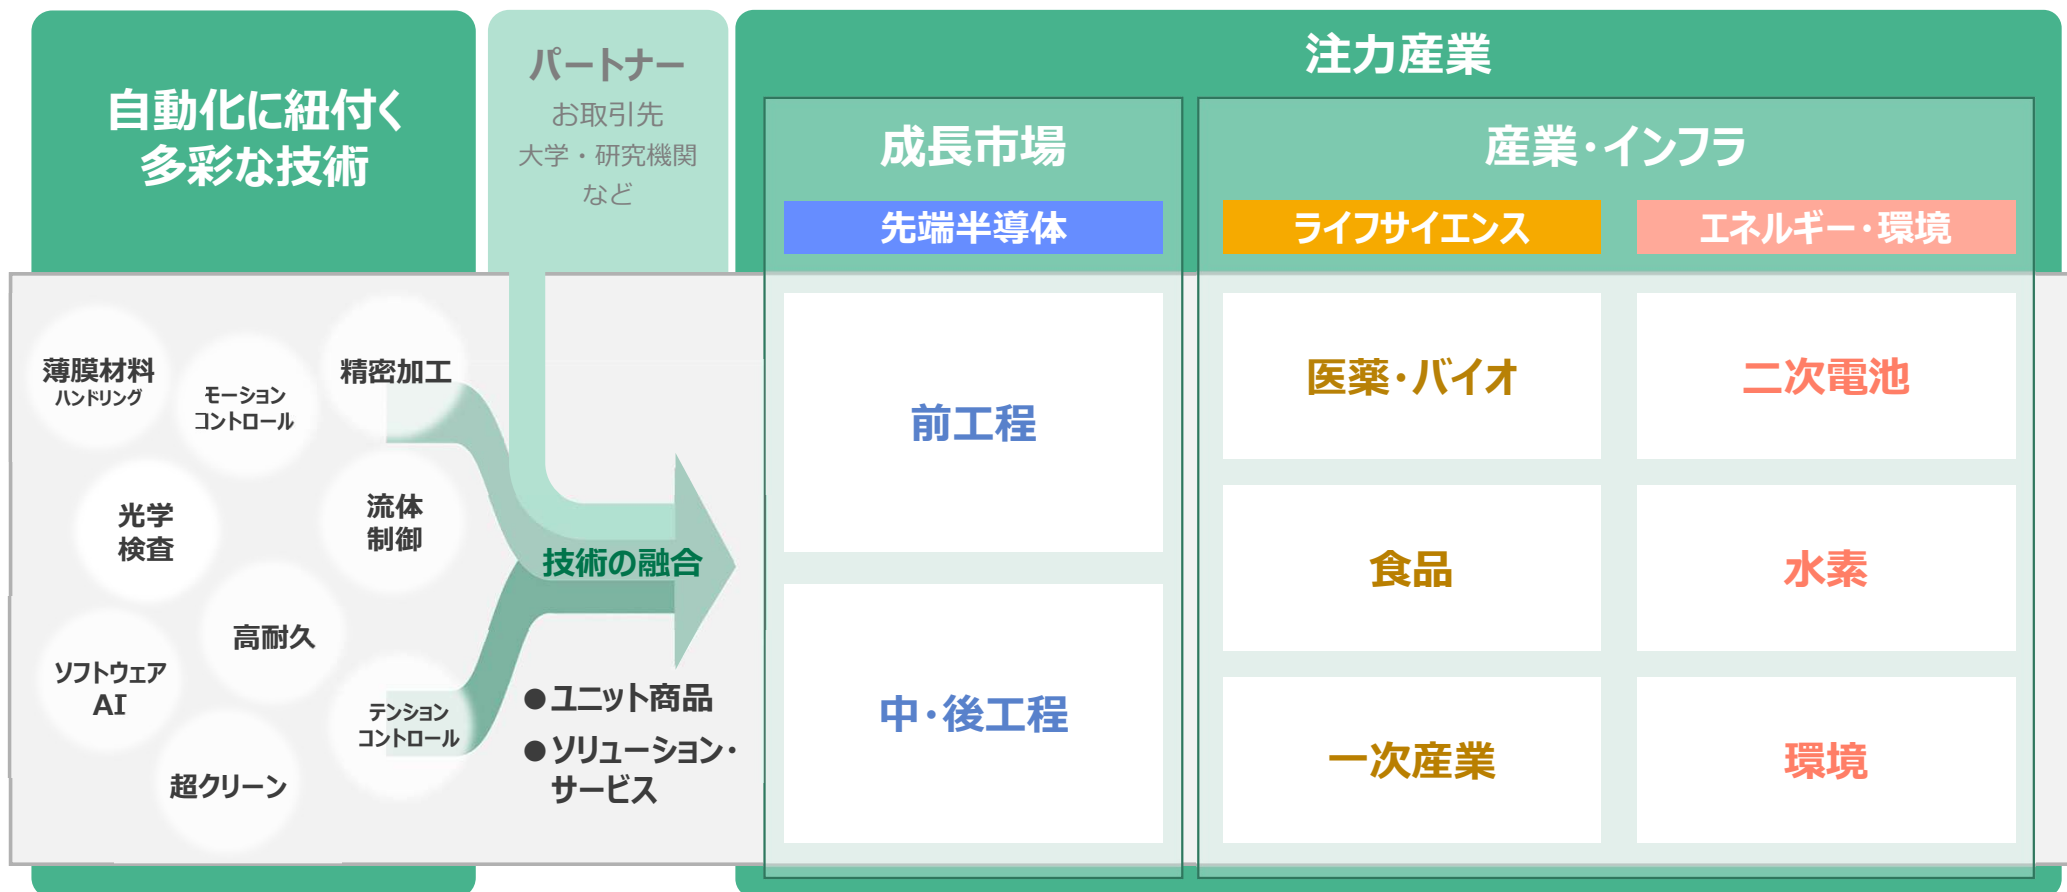 自動化に紐付く
多彩な技術
薄膜材料
ハンドリング
モーション
コントロール
精密加工
光学
検査
流体
制御
高耐久
ソフトウェア
AI
テンション
コントロール
超クリーン
パートナー
お取引先
大学・研究機関
など
技術の融合
●ユニット商品
●ソリューション・
サービス
注力産業
成長市場
先端半導体
前工程
中・後工程
産業・インフラ
ライフサイエンス
医薬・バイオ
食品
一次産業
エネルギー・環境
二次電池
水素
環境